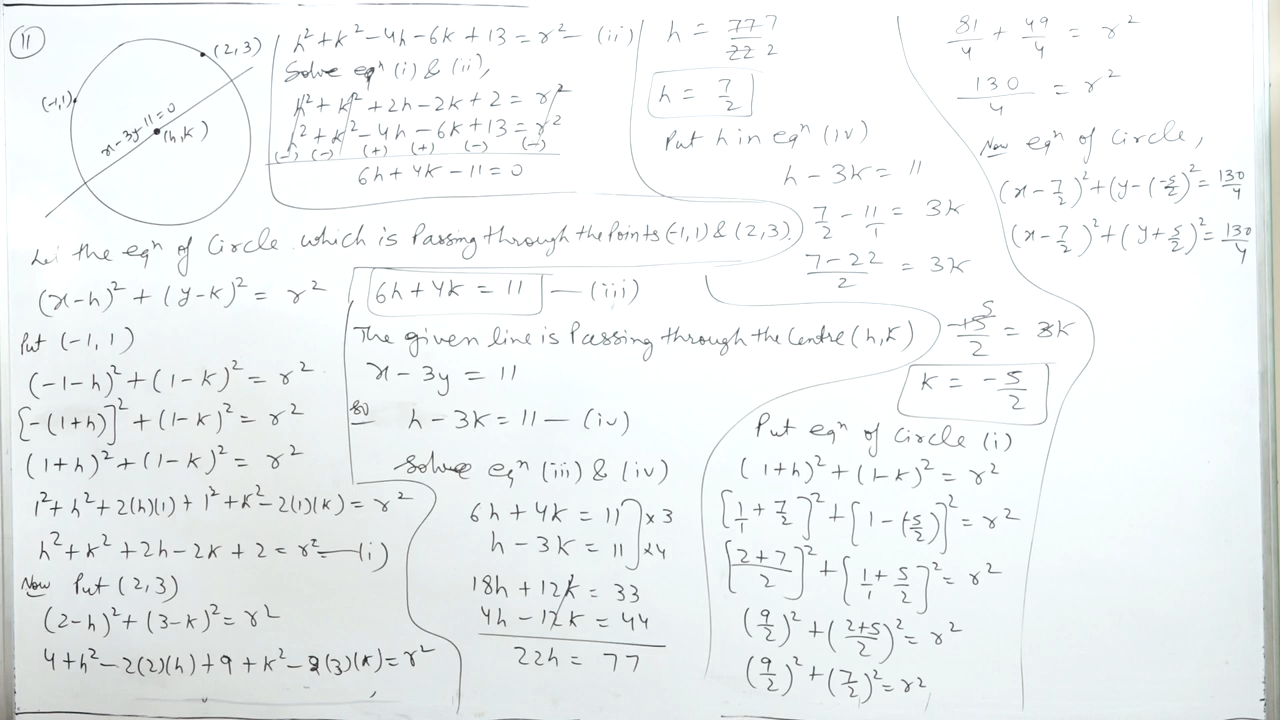 11
(2,3)
(-1,1)
x-3y-11=0
(h,k)
Let the eqⁿ of Circle which is Passing through the Points (-1,1) & (2,3).
(x-h)² + (y-k)² = r²
Put (-1,1)
(-1-h)² + (1-k)² = r²
[-(1+h)]² + (1-k)² = r²
(1+h)² + (1-k)² = r²
1² + h² + 2(h)(1) + 1² + k² - 2(1)(k) = r²
h² + k² + 2h - 2k + 2 = r² — (i)
Now Put (2,3)
(2-h)² + (3-k)² = r²
4 + h² - 2(2)(h) + 9 + k² - 2(3)(k) = r²
h² + k² - 4h - 6k + 13 = r² — (ii)
Solve eqⁿ (i) & (ii),
h² + k² + 2h - 2k + 2 = r²
h² + k² - 4h - 6k + 13 = r²
(-) (-) (+) (+) (-) (-)
6h + 4k - 11 = 0
6h + 4k = 11 — (iii)
The given line is Passing through the Centre (h,k)
x - 3y = 11
so h - 3k = 11 — (iv)
Solve eqⁿ (iii) & (iv)
6h + 4k = 11 ] x3
h - 3k = 11 ] x4
18h + 12k = 33
4h - 12k = 44
22h = 77
h = 77/22 7/2
h = 7/2
Put h in eqⁿ (iv)
h - 3k = 11
7/2 - 11/1 = 3k
(7-22)/2 = 3k
-15/2 = 3k 5
k = -5/2
Put eqⁿ of Circle (i)
(1+h)² + (1-k)² = r²
[1/1 + 7/2]² + [1-(-5/2)]² = r²
[(2+7)/2]² + [1/1 + 5/2]² = r²
(9/2)² + ((2+5)/2)² = r²
(9/2)² + (7/2)² = r²
81/4 + 49/4 = r²
130/4 = r²
Now eqⁿ of Circle,
(x - 7/2)² + (y-(-5/2)² = 130/4
(x - 7/2)² + (y + 5/2)² = 130/4